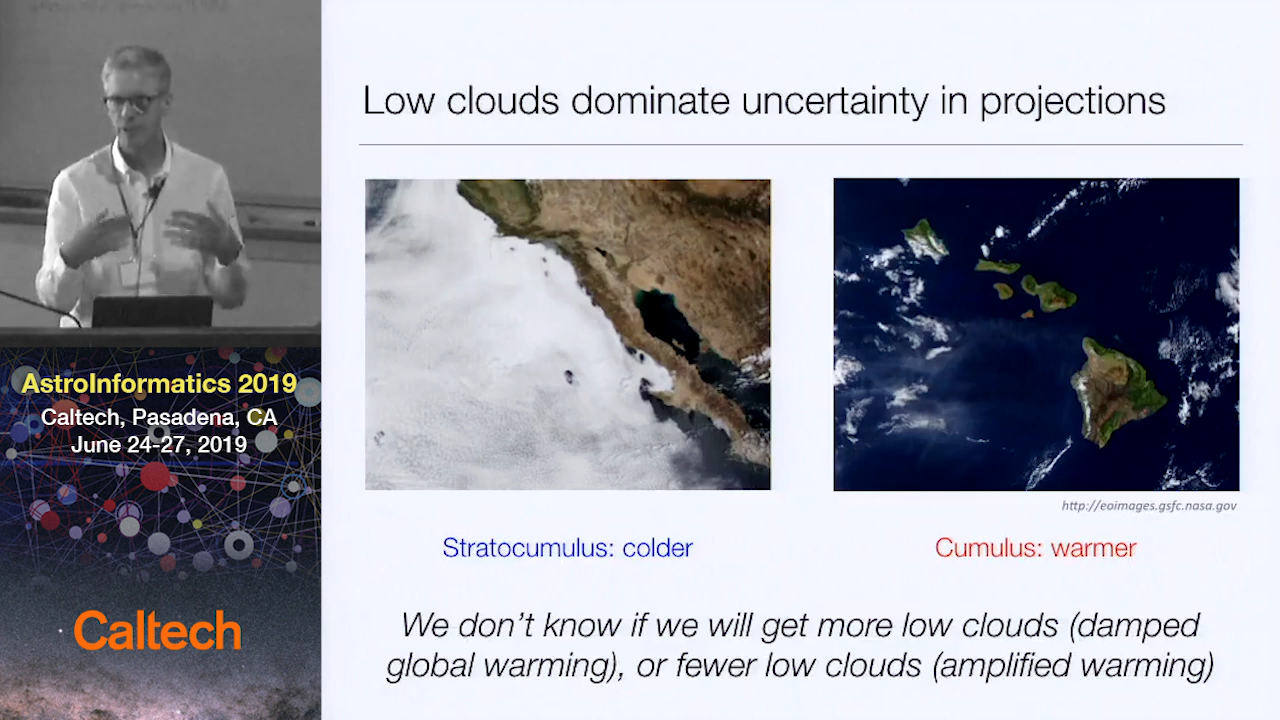 Low clouds dominate uncertainty in projections
http://eoimages.gsfc.nasa.gov
Stratocumulus: colder
Cumulus: warmer
We don't know if we will get more low clouds (damped
global warming), or fewer low clouds (amplified warming)
AstroInformatics 2019
Caltech, Pasadena, CA
June 24-27, 2019
Caltech